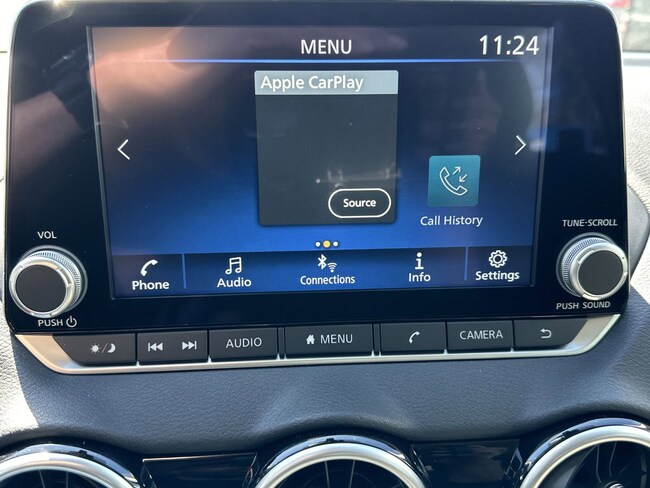 MENU
11:24
Apple CarPlay
Source
Call History
VOL
TUNE-SCROLL
Phone
Audio
Connections
Info
Settings
PUSH
PUSH SOUND
AUDIO
MENU
CAMERA